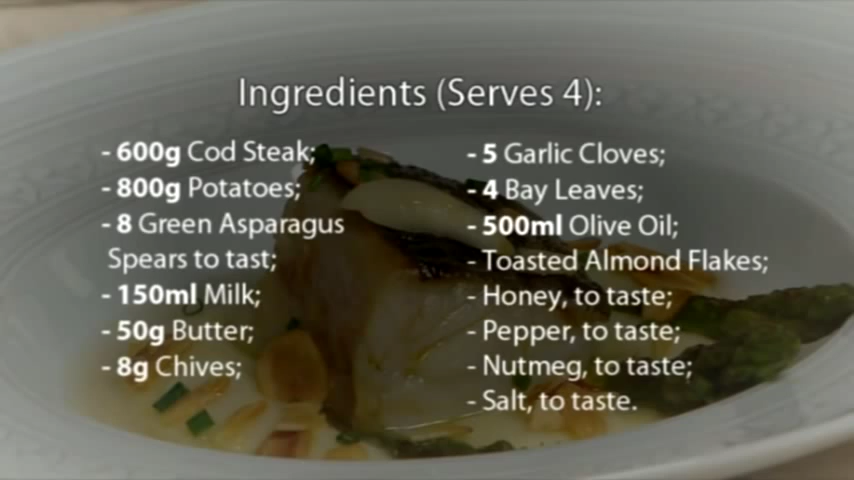 Ingredients (Serves 4):
- 600g Cod Steak;
- 800g Potatoes;
- 8 Green Asparagus
Spears to tast;
- 150ml Milk;
- 50g Butter;
- 8g Chives;
- 5 Garlic Cloves;
- 4 Bay Leaves;
- 500ml Olive Oil;
- Toasted Almond Flakes;
- Honey, to taste;
- Pepper, to taste;
- Nutmeg, to taste;
- Salt, to taste.